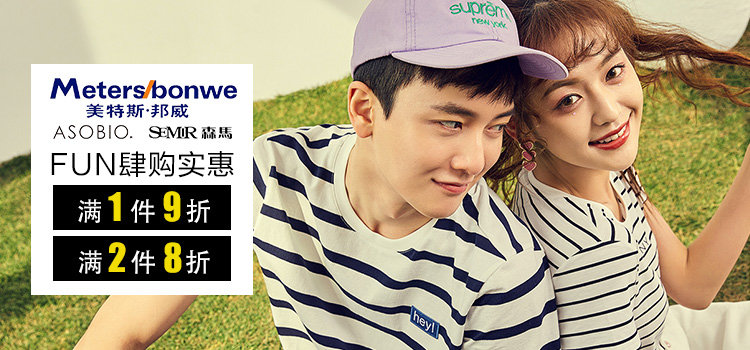 Meters/bonwe
美特斯·邦威
ASOBIO. SEMIR 森馬
FUN肆购实惠
满1件9折
满2件8折
supreme
new york
hey!